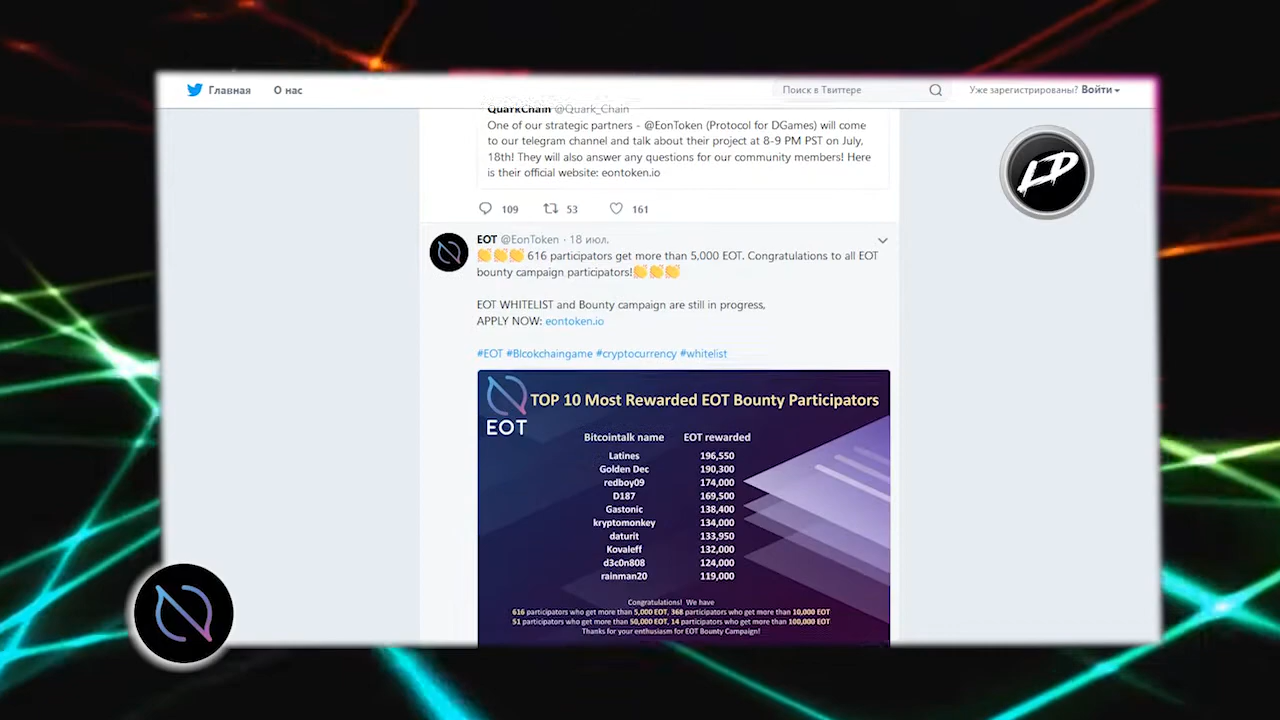 Главная
О нас
Поиск в Твиттере
Уже зарегистрированы? Войти
QuarkChain @Quark_Chain
One of our strategic partners - @EonToken (Protocol for DGames) will come
to our telegram channel and talk about their project at 8-9 PM PST on July,
18th! They will also answer any questions for our community members! Here
is their official website: eontoken.io
109 53 161
LD
EOT @EonToken · 18 июл.
👏👏👏 616 participators get more than 5,000 EOT. Congratulations to all EOT
bounty campaign participators!👏👏👏
EOT WHITELIST and Bounty campaign are still in progress,
APPLY NOW: eontoken.io
#EOT #Blcokchaingame #cryptocurrency #whitelist
EOT
TOP 10 Most Rewarded EOT Bounty Participators
Bitcointalk name EOT rewarded
Latines 196,550
Golden Dec 190,300
redboy09 174,000
D187 169,500
Gastonic 138,400
kryptomonkey 134,000
daturit 133,950
Kovaleff 132,000
d3c0n808 124,000
rainman20 119,000
Congratulations! We have
616 participators who get more than 5,000 EOT, 368 participators who get more than 10,000 EOT
51 participators who get more than 50,000 EOT, 14 participators who get more than 100,000 EOT
Thanks for your enthusiasm for EOT Bounty Campaign!